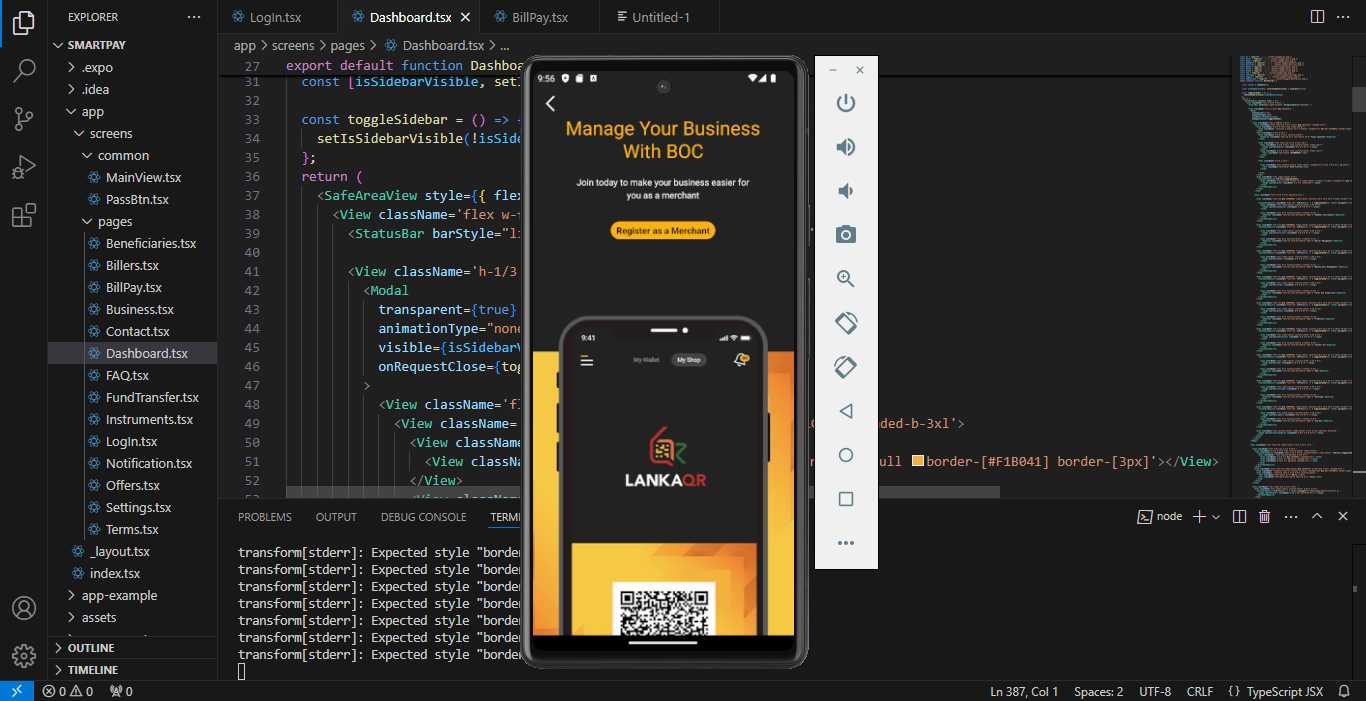 EXPLORER
SMARTPAY
.expo
.idea
app
screens
common
MainView.tsx
PassBtn.tsx
pages
Beneficiaries.tsx
Billers.tsx
BillPay.tsx
Business.tsx
Contact.tsx
Dashboard.tsx
FAQ.tsx
FundTransfer.tsx
Instruments.tsx
LogIn.tsx
Notification.tsx
Offers.tsx
Settings.tsx
Terms.tsx
_layout.tsx
index.tsx
app-example
assets
OUTLINE
TIMELINE
LogIn.tsx
Dashboard.tsx
BillPay.tsx
Untitled-1
app > screens > pages > Dashboard.tsx > ...
27 export default function Dashbo
31 const [isSidebarVisible, set
32
33 const toggleSidebar = () =>
34 setIsSidebarVisible(!isSide
35 };
36 return (
37 <SafeAreaView style={{ flex
38 <View className='flex w-f
39 <StatusBar barStyle="li
40
41 <View className='h-1/3
42 <Modal
43 transparent={true}
44 animationType="none
45 visible={isSidebarV
46 onRequestClose={tog
47 >
48 <View className='fl
49 <View className= nded-b-3xl'>
50 <View classNam
51 <View classN ull border-[#F1B041] border-[3px]'></View>
52 </View>
9:56
Manage Your Business
With BOC
Join today to make your business easier for
you as a merchant
Register as a Merchant
9:41
My Wallet
My Shop
LANKAQR
PROBLEMS
OUTPUT
DEBUG CONSOLE
TERM
node
transform[stderr]: Expected style "borde
transform[stderr]: Expected style "borde
transform[stderr]: Expected style "borde
transform[stderr]: Expected style "borde
transform[stderr]: Expected style "borde
transform[stderr]: Expected style "borde
transform[stderr]: Expected style "borde
0 0 0
Ln 387, Col 1
Spaces: 2
UTF-8
CRLF
{ } TypeScript JSX